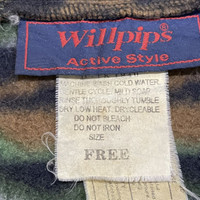 Willpip's
Active Style
MACHINE WASH COLD WATER
GENTLE CYCLE, MILD SOAP
RINSE THOROUGHLY TUMBLE
DRY LOW HEAT. DRYCLEABLE
DO NOT BLEACH
DO NOT IRON
SIZE
FREE